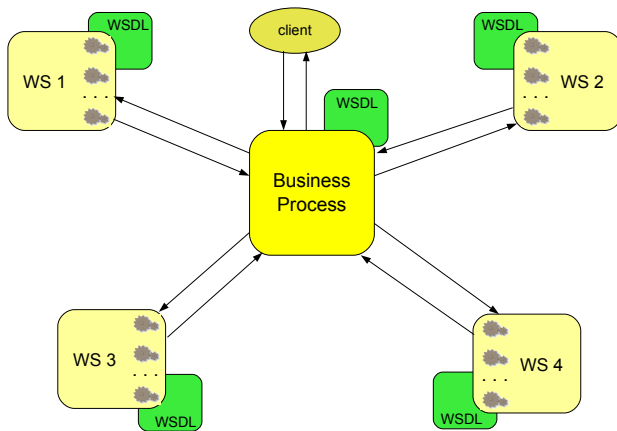 WSDL
client
WSDL
WS 1
. . .
WSDL
WS 2
. . .
Business
Process
WS 3
. . .
WSDL
WS 4
. . .
WSDL